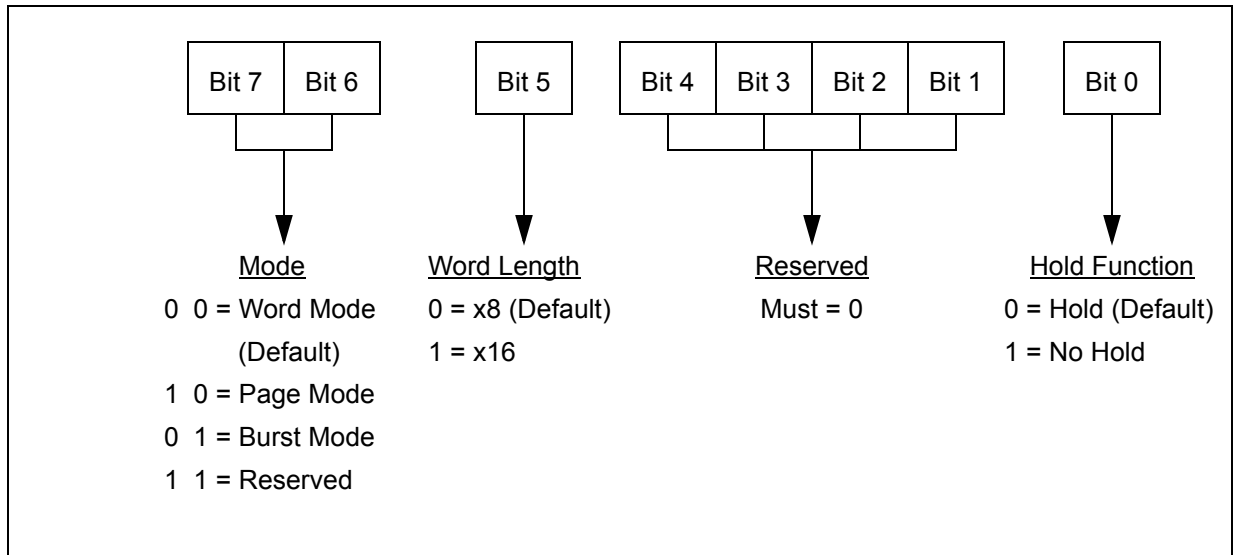 Bit 7 Bit 6 Bit 5 Bit 4 Bit 3 Bit 2 Bit 1 Bit 0
Mode
0 0 = Word Mode
(Default)
1 0 = Page Mode
0 1 = Burst Mode
1 1 = Reserved
Word Length
0 = x8 (Default)
1 = x16
Reserved
Must = 0
Hold Function
0 = Hold (Default)
1 = No Hold